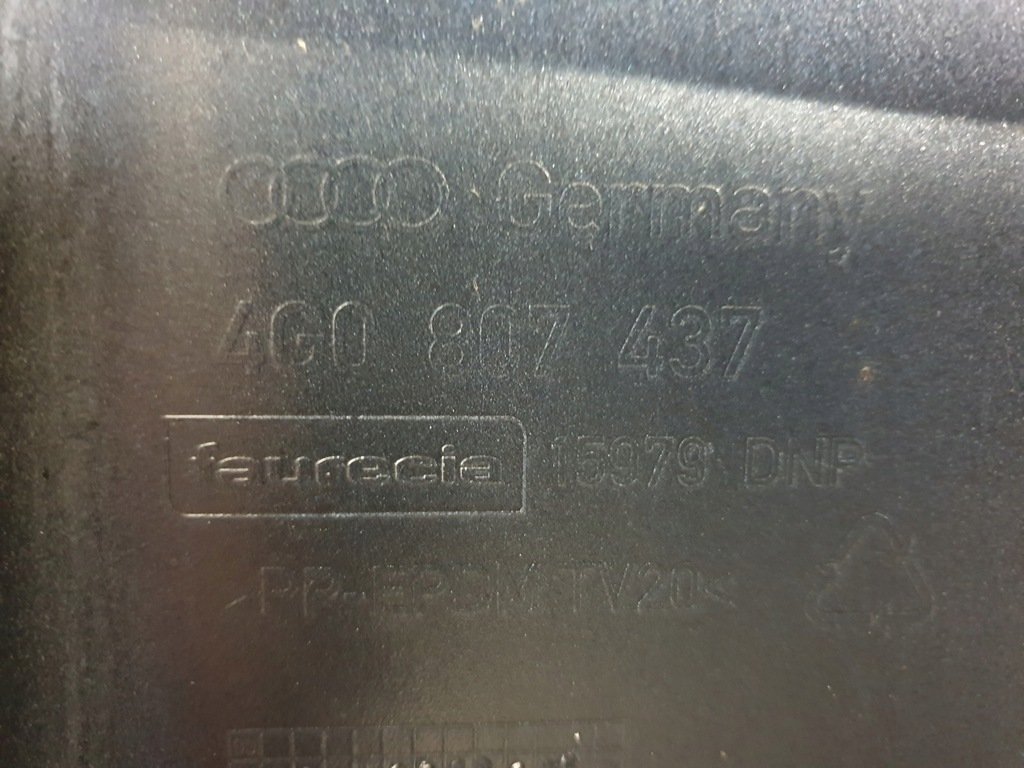 Germany
4G0 807 437
faurecia 15979 DNP
>PP-EPDM TV20<